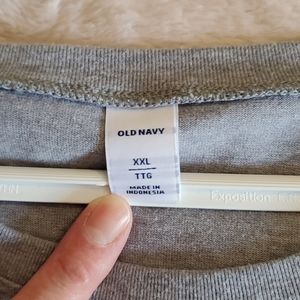 OLD NAVY
XXL
TTG
MADE IN
INDONESIA
Exposition